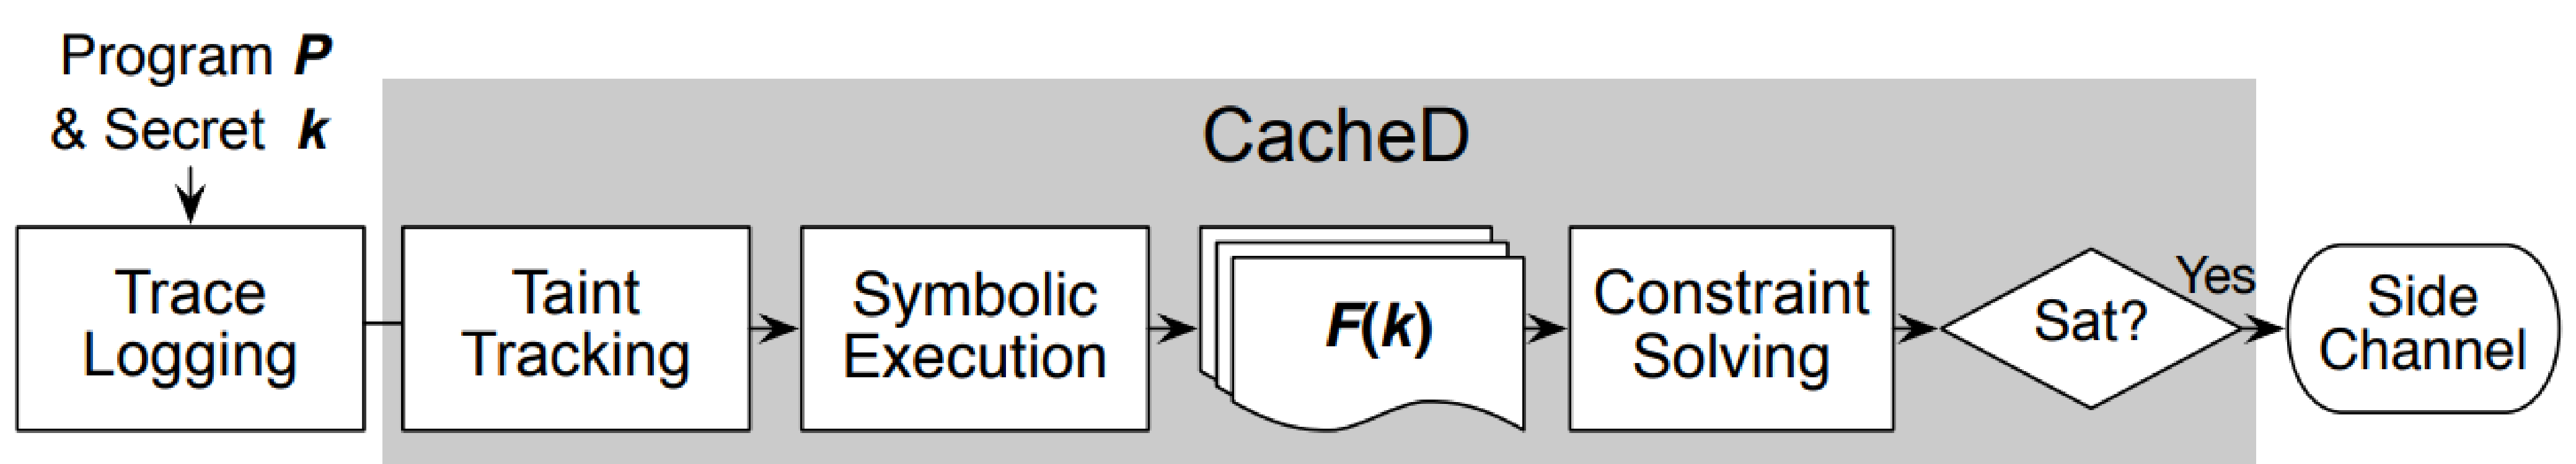 Program P
& Secret k
CacheD
Trace
Logging
Taint
Tracking
Symbolic
Execution
F(k)
Constraint
Solving
Sat?
Yes
Side
Channel